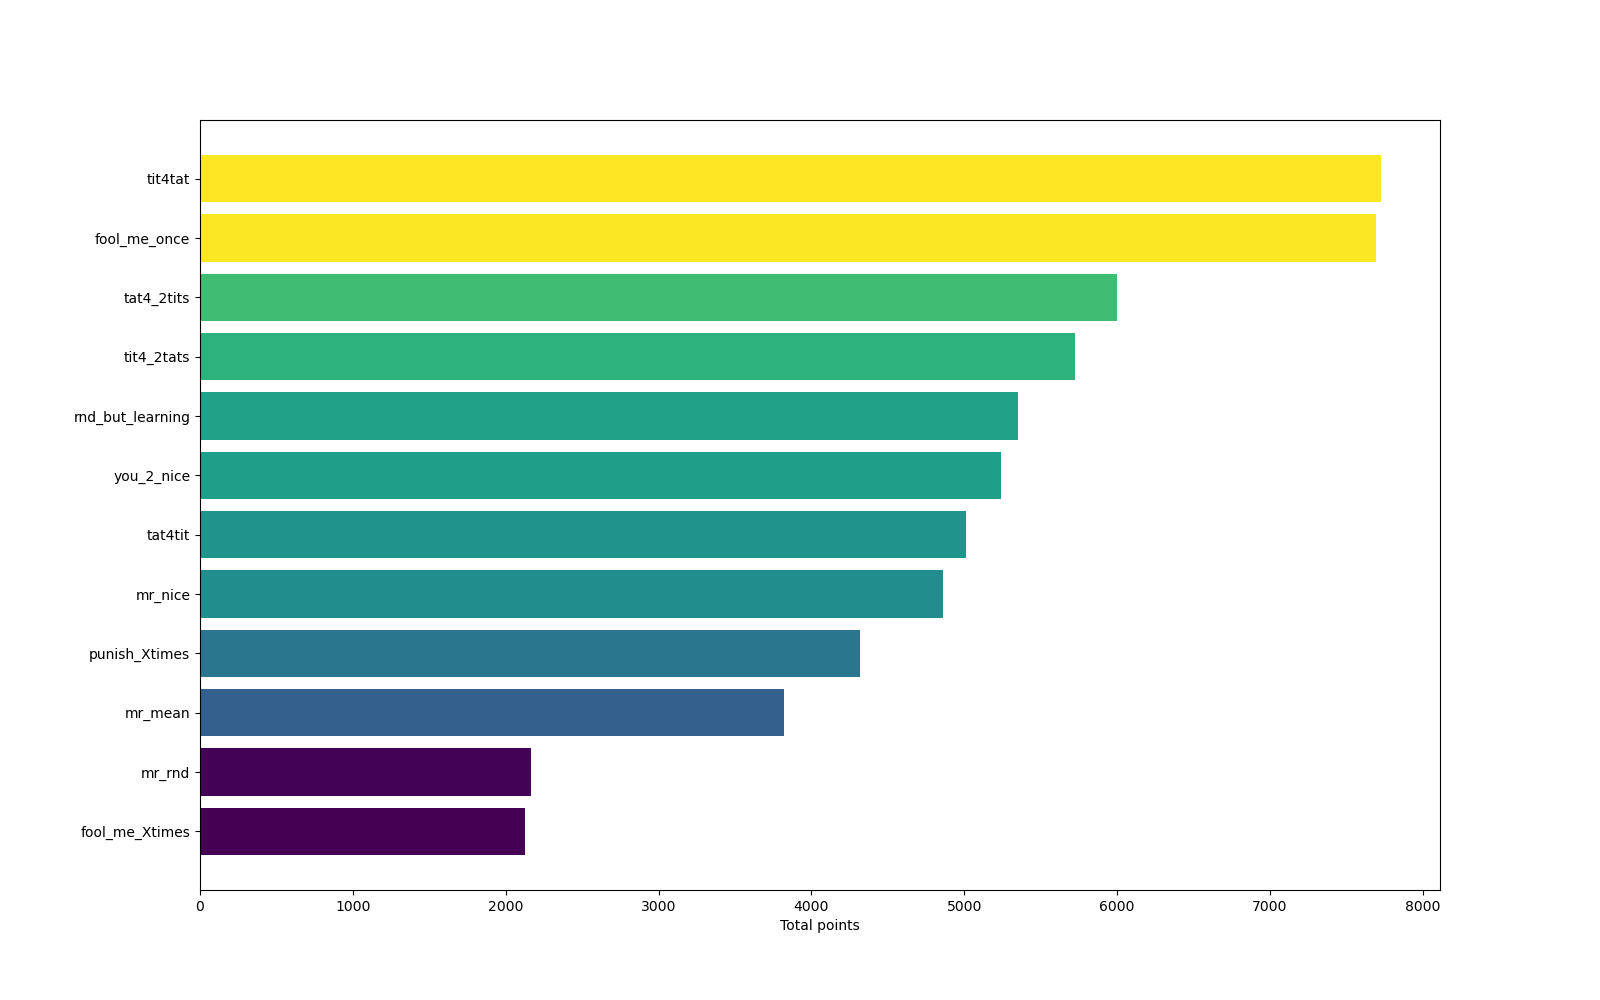 tit4tat
fool_me_once
tat4_2tits
tit4_2tats
rnd_but_learning
you_2_nice
tat4tit
mr_nice
punish_Xtimes
mr_mean
mr_rnd
fool_me_Xtimes
0 1000 2000 3000 4000 5000 6000 7000 8000
Total points